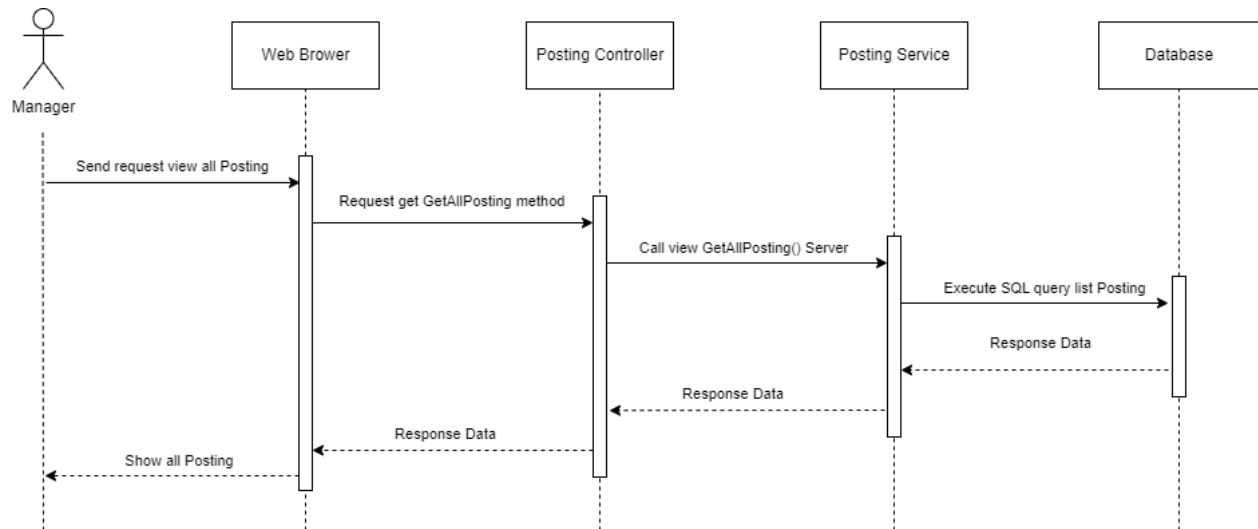 Manager
Web Brower
Posting Controller
Posting Service
Database
Send request view all Posting
Request get GetAllPosting method
Call view GetAllPosting() Server
Execute SQL query list Posting
Response Data
Response Data
Response Data
Show all Posting